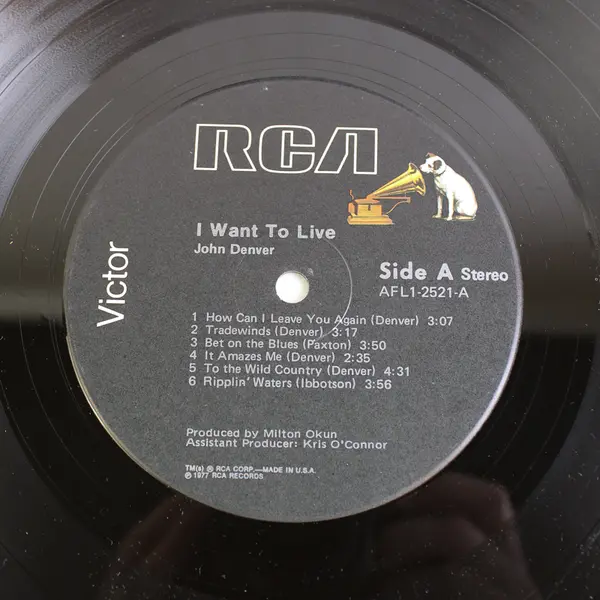 RCA
Victor
I Want To Live
John Denver
Side A Stereo
AFL1-2521-A
1 How Can I Leave You Again (Denver) 3:07
2 Tradewinds (Denver) 3:17
3 Bet on the Blues (Paxton) 3:50
4 It Amazes Me (Denver) 2:35
5 To the Wild Country (Denver) 4:31
6 Ripplin' Waters (Ibbotson) 3:56
Produced by Milton Okun
Assistant Producer: Kris O'Connor
TM(s) ® RCA CORP.—MADE IN U.S.A.
℗ 1977 RCA RECORDS